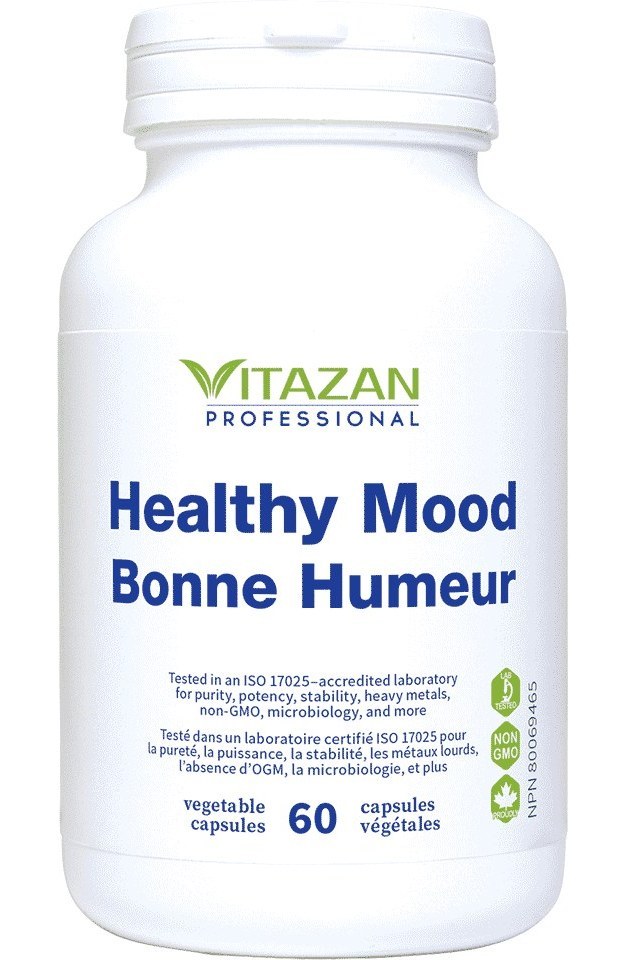 VITAZAN
PROFESSIONAL
Healthy Mood
Bonne Humeur
Tested in an ISO 17025–accredited laboratory
for purity, potency, stability, heavy metals,
non-GMO, microbiology, and more
Testé dans un laboratoire certifié ISO 17025 pour
la pureté, la puissance, la stabilité, les métaux lourds,
l’absence d’OGM, la microbiologie, et plus
vegetable
capsules
60
capsules
végétales
LAB
TESTED
NON
GMO
PROUDLY
NPN 80069465